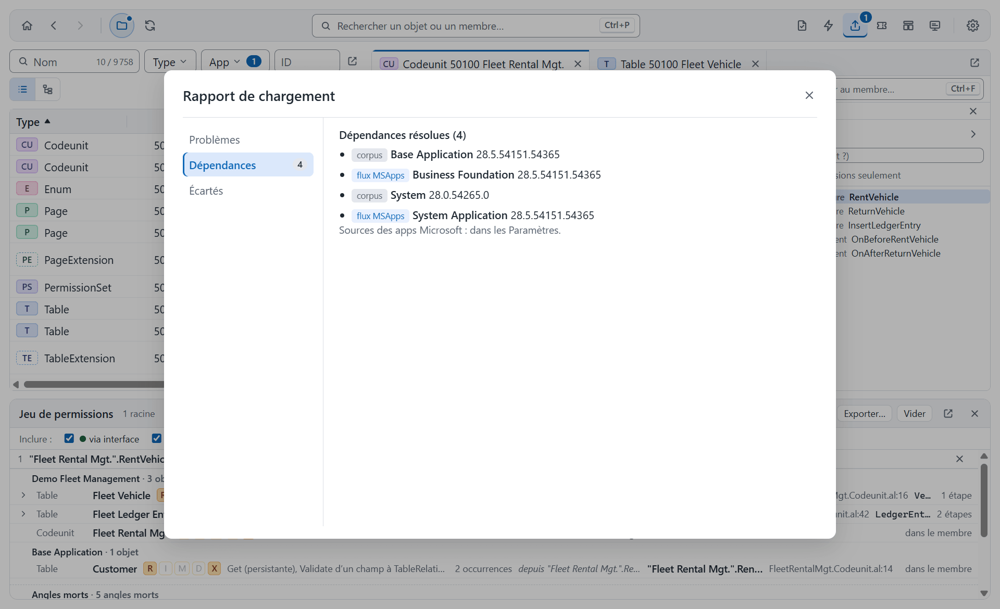 Rechercher un objet ou un membre... Ctrl+P
1
Nom 10 / 9 758
Type
App 1
ID
CU Codeunit 50100 Fleet Rental Mgt.
T Table 50100 Fleet Vehicle
au membre... Ctrl+F
Rapport de chargement
Problèmes
Dépendances 4
Écartés
Dépendances résolues (4)
corpus Base Application 28.5.54151.54365
flux MSApps Business Foundation 28.5.54151.54365
corpus System 28.0.54265.0
flux MSApps System Application 28.5.54151.54365
Sources des apps Microsoft : dans les Paramètres.
Type
CU Codeunit 50
CU Codeunit 50
E Enum 50
P Page 50
P Page 50
PE PageExtension 50
PS PermissionSet 50
T Table 50
T Table 50
TE TableExtension 50
t ?)
sions seulement
re RentVehicle
re ReturnVehicle
re InsertLedgerEntry
ent OnBeforeRentVehicle
ent OnAfterReturnVehicle
Jeu de permissions 1 racine
Exporter... Vider
Inclure : via interface
1 "Fleet Rental Mgt.".RentVehic
Demo Fleet Management · 3 ob
Table Fleet Vehicle R Mgt.Codeunit.al:16 Ve... 1 étape
Table Fleet Ledger En nit.al:42 LedgerEnt... 2 étapes
Codeunit Fleet Rental Mg dans le membre
Base Application · 1 objet
Table Customer R I M D X Get (persistante), Validate d’un champ à TableRelati... 2 occurrences depuis "Fleet Rental Mgt.".Re... "Fleet Rental Mgt.".Ren... FleetRentalMgt.Codeunit.al:14 dans le membre
Angles morts · 5 angles morts